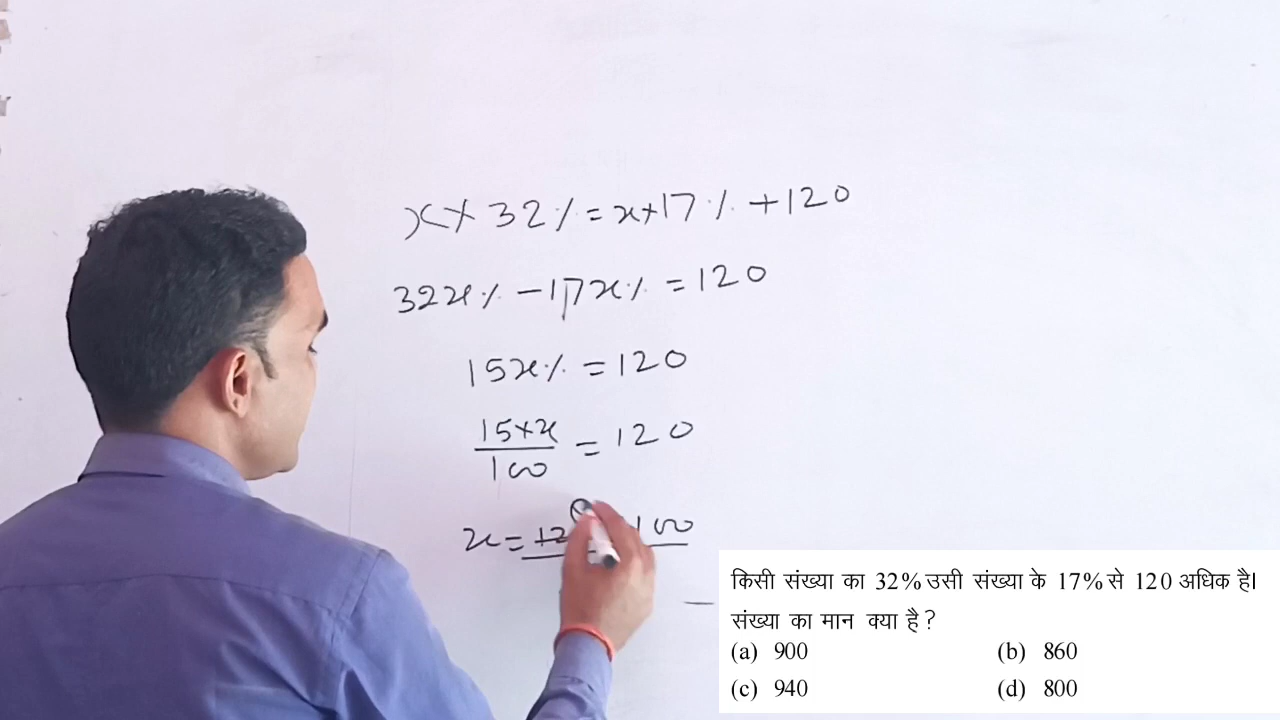 x × 32% = x × 17% + 120
32x% - 17x% = 120
15x% = 120
15×x/100 = 120
x = 100
किसी संख्या का 32% उसी संख्या के 17% से 120 अधिक है।
संख्या का मान क्या है ?
(a) 900 (b) 860
(c) 940 (d) 800